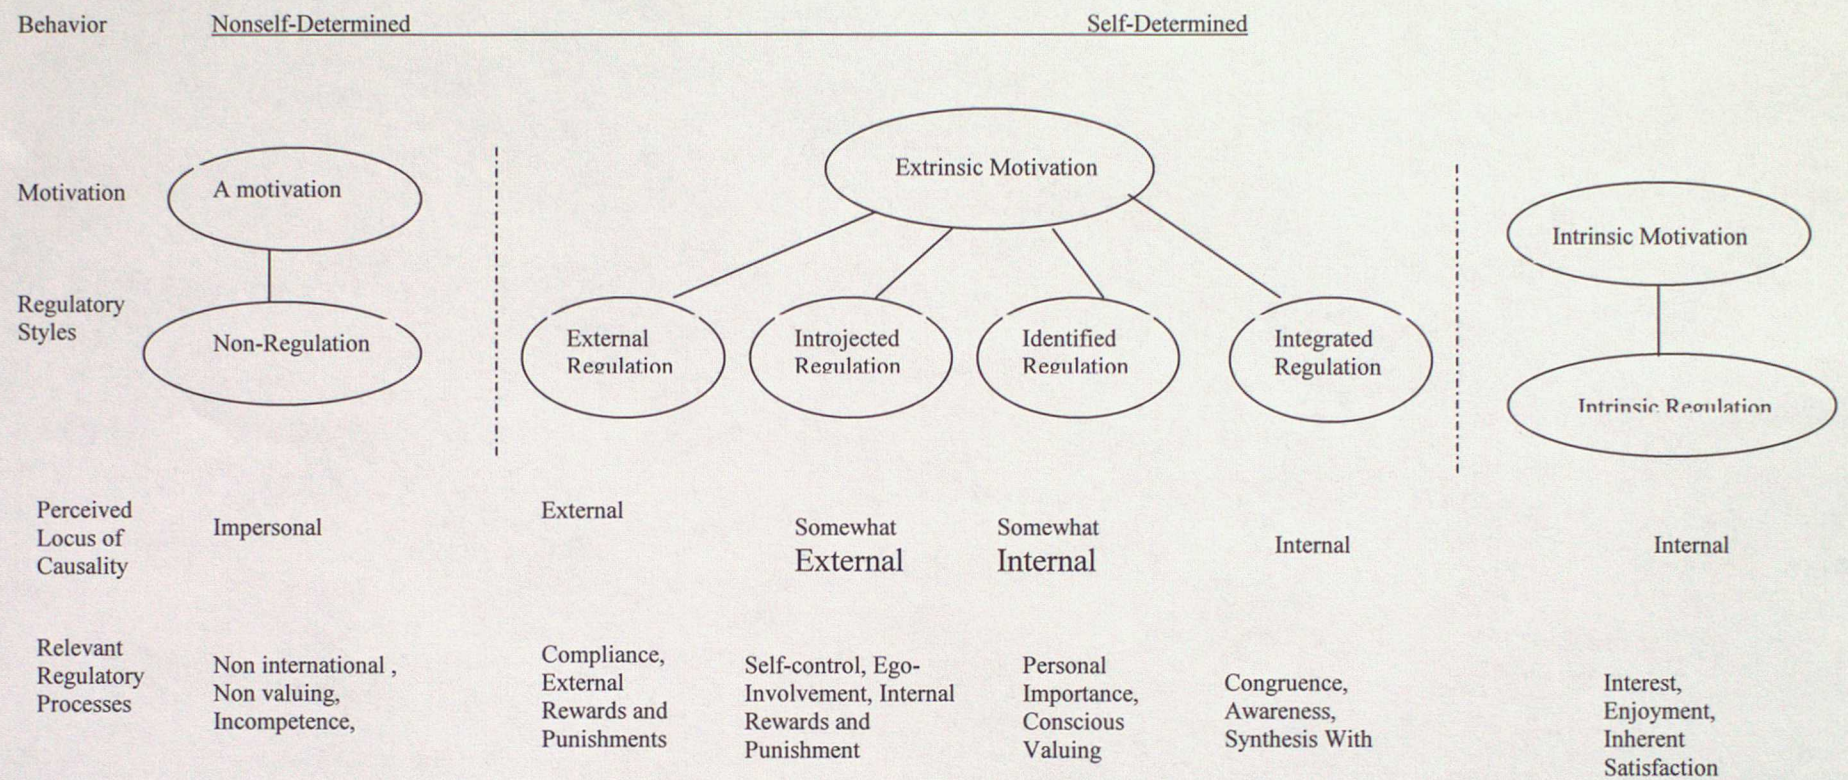 Behavior Nonself-Determined Self-Determined
Extrinsic Motivation
Motivation A motivation
Intrinsic Motivation
Regulatory
Styles
Non-Regulation
External
Regulation
Introjected
Regulation
Identified
Regulation
Integrated
Regulation
Intrinsic Regulation
Perceived
Locus of
Causality
Impersonal
External
Somewhat
External
Somewhat
Internal
Internal
Internal
Relevant
Regulatory
Processes
Non international ,
Non valuing,
Incompetence,
Compliance,
External
Rewards and
Punishments
Self-control, Ego-
Involvement, Internal
Rewards and
Punishment
Personal
Importance,
Conscious
Valuing
Congruence,
Awareness,
Synthesis With
Interest,
Enjoyment,
Inherent
Satisfaction